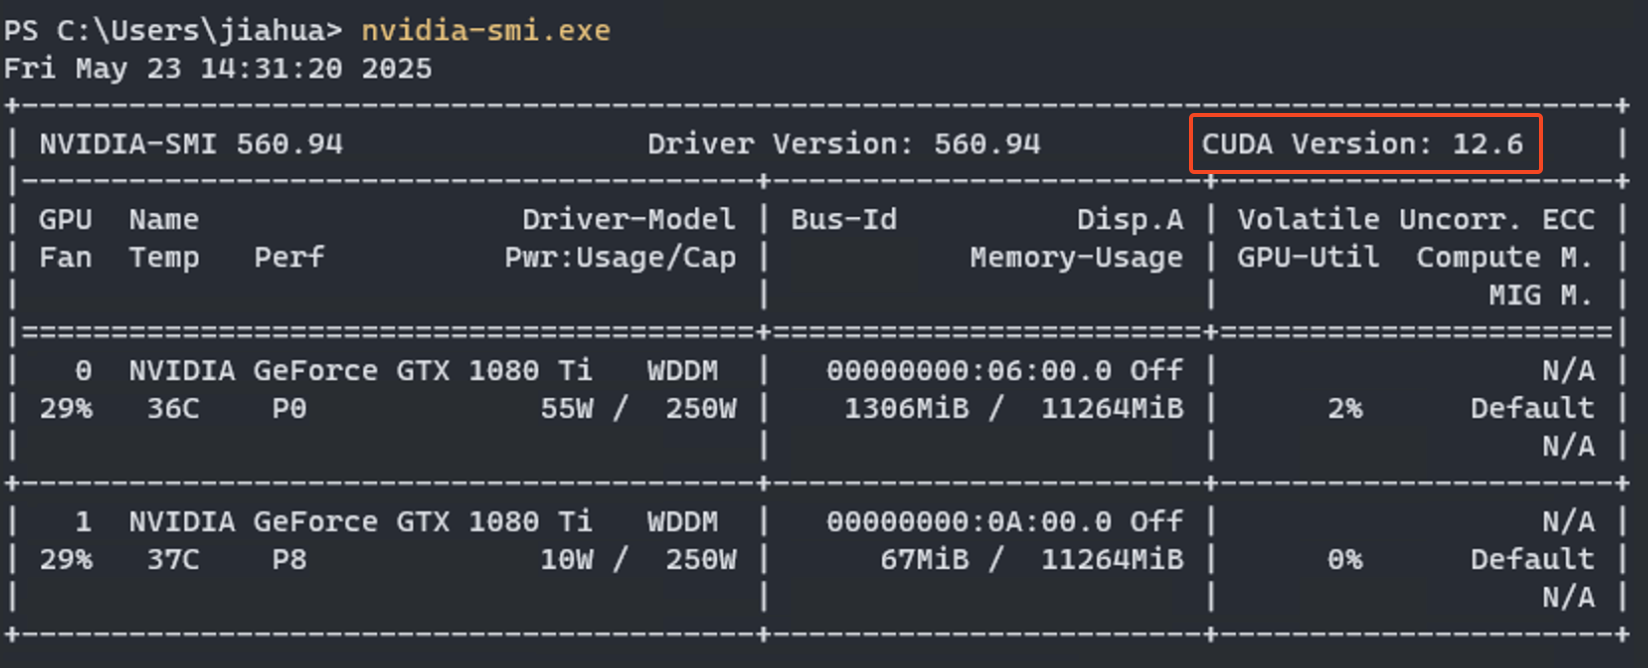 PS C:\Users\jiahua> nvidia-smi.exe
Fri May 23 14:31:20 2025
+-----------------------------------------------------------------------------------------+
| NVIDIA-SMI 560.94                 Driver Version: 560.94         CUDA Version: 12.6     |
|-----------------------------------------+------------------------+----------------------+
| GPU  Name                  Driver-Model | Bus-Id          Disp.A | Volatile Uncorr. ECC |
| Fan  Temp   Perf          Pwr:Usage/Cap |           Memory-Usage | GPU-Util  Compute M. |
|                                         |                        |               MIG M. |
|=========================================+========================+======================|
|   0  NVIDIA GeForce GTX 1080 Ti   WDDM  |   00000000:06:00.0 Off |                  N/A |
| 29%   36C    P0             55W /  250W |    1306MiB /  11264MiB |      2%      Default |
|                                         |                        |                  N/A |
+-----------------------------------------+------------------------+----------------------+
|   1  NVIDIA GeForce GTX 1080 Ti   WDDM  |   00000000:0A:00.0 Off |                  N/A |
| 29%   37C    P8             10W /  250W |      67MiB /  11264MiB |      0%      Default |
|                                         |                        |                  N/A |
+-----------------------------------------+------------------------+----------------------+